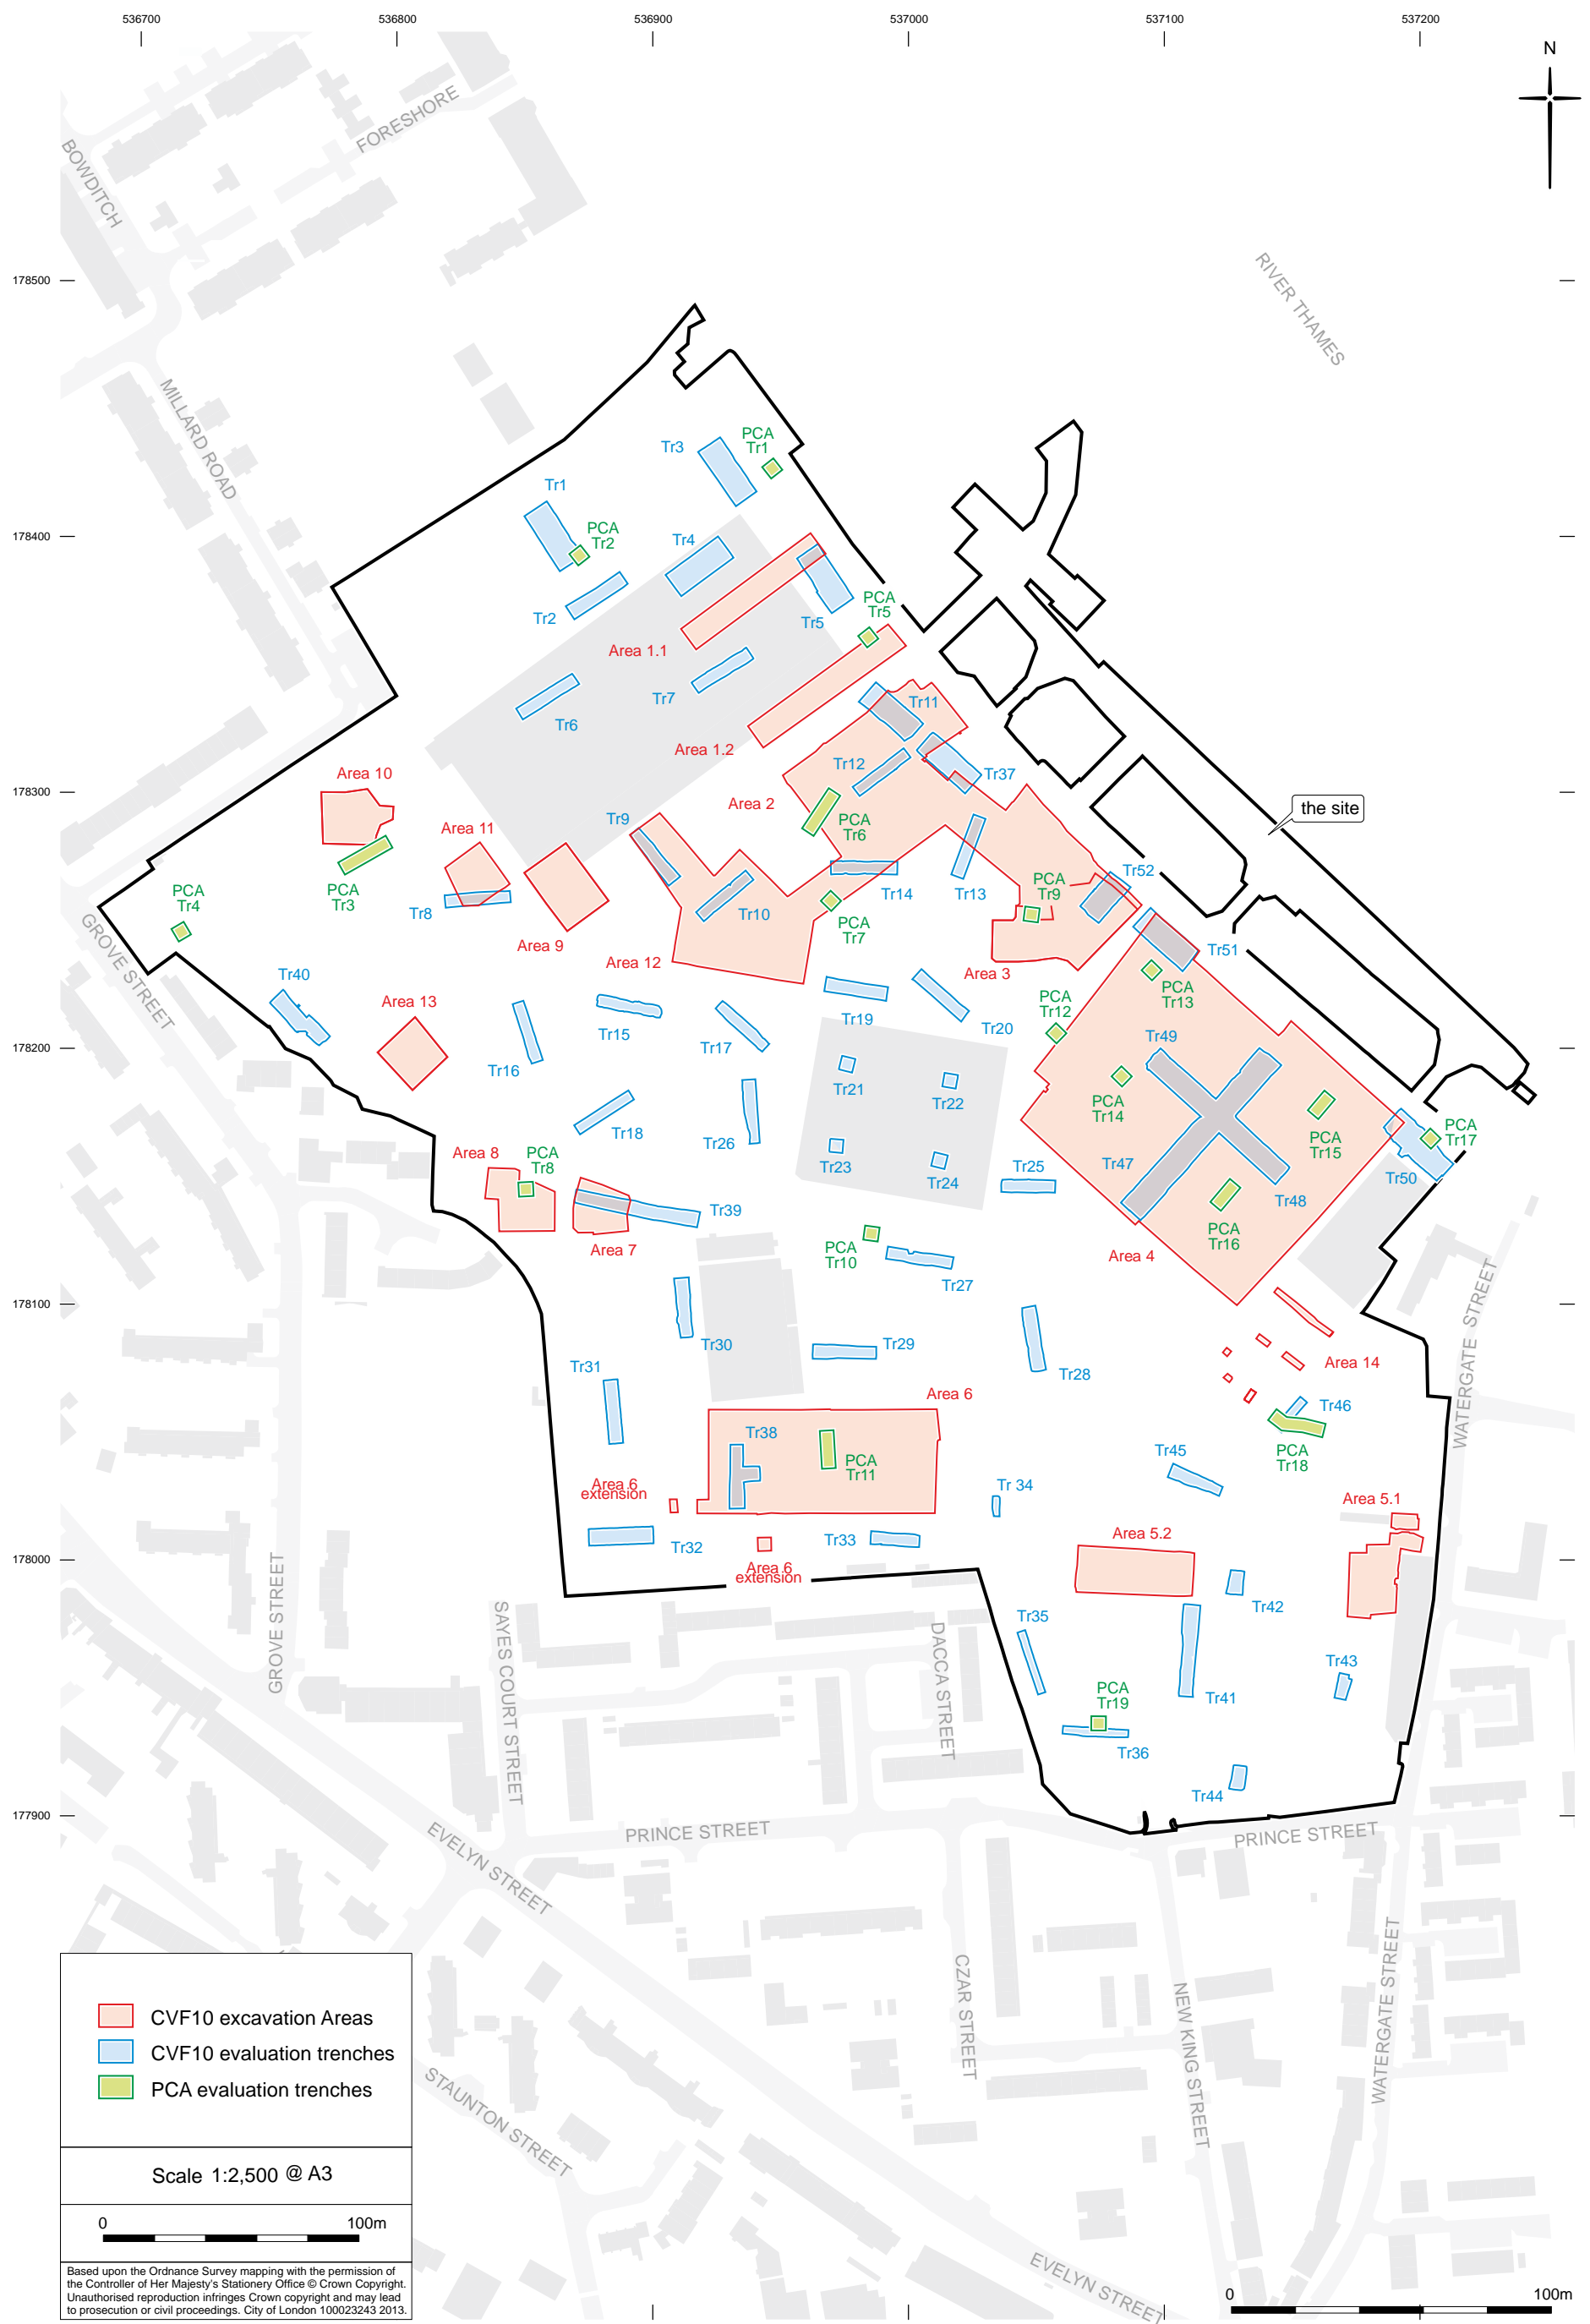 536700
536800
536900
537000
537100
537200
N
FORESHORE
BOWDITCH
RIVER THAMES
178500
MILLARD ROAD
PCA
Tr1
Tr3
Tr1
PCA
Tr2
178400
Tr4
Tr2
Tr5
PCA
Tr5
Area 1.1
Tr7
Tr6
Area 1.2
Tr11
Tr12
Tr37
Area 10
178300
Area 2
the site
Tr9
PCA
Tr6
Area 11
Tr52
PCA
Tr9
PCA
Tr4
PCA
Tr3
Tr8
Tr10
Tr14
Tr13
PCA
Tr7
Area 9
Tr51
GROVE STREET
Area 12
Area 3
Tr40
PCA
Tr13
PCA
Tr12
Area 13
Tr15
Tr19
Tr20
Tr49
178200
Tr17
Tr16
Tr21
Tr22
PCA
Tr14
Tr18
Tr26
PCA
Tr15
PCA
Tr17
Area 8
PCA
Tr8
Tr23
Tr24
Tr25
Tr47
Tr48
Tr50
Tr39
PCA
Tr16
Area 7
PCA
Tr10
Area 4
Tr27
178100
WATERGATE STREET
Tr30
Tr29
Tr31
Tr28
Area 14
Area 6
Tr46
Tr38
PCA
Tr11
PCA
Tr18
Tr45
Area 6
extension
Tr 34
Area 5.1
Area 5.2
Tr32
Tr33
178000
Area 6
extension
Tr42
GROVE STREET
SAYES COURT STREET
DACCA STREET
Tr35
Tr43
PCA
Tr19
Tr41
Tr36
Tr44
177900
PRINCE STREET
PRINCE STREET
EVELYN STREET
CZAR STREET
NEW KING STREET
WATERGATE STREET
STAUNTON STREET
EVELYN STREET
CVF10 excavation Areas
CVF10 evaluation trenches
PCA evaluation trenches
Scale 1:2,500 @ A3
0 100m
Based upon the Ordnance Survey mapping with the permission of
the Controller of Her Majesty's Stationery Office © Crown Copyright.
Unauthorised reproduction infringes Crown copyright and may lead
to prosecution or civil proceedings. City of London 100023243 2013.
0 100m